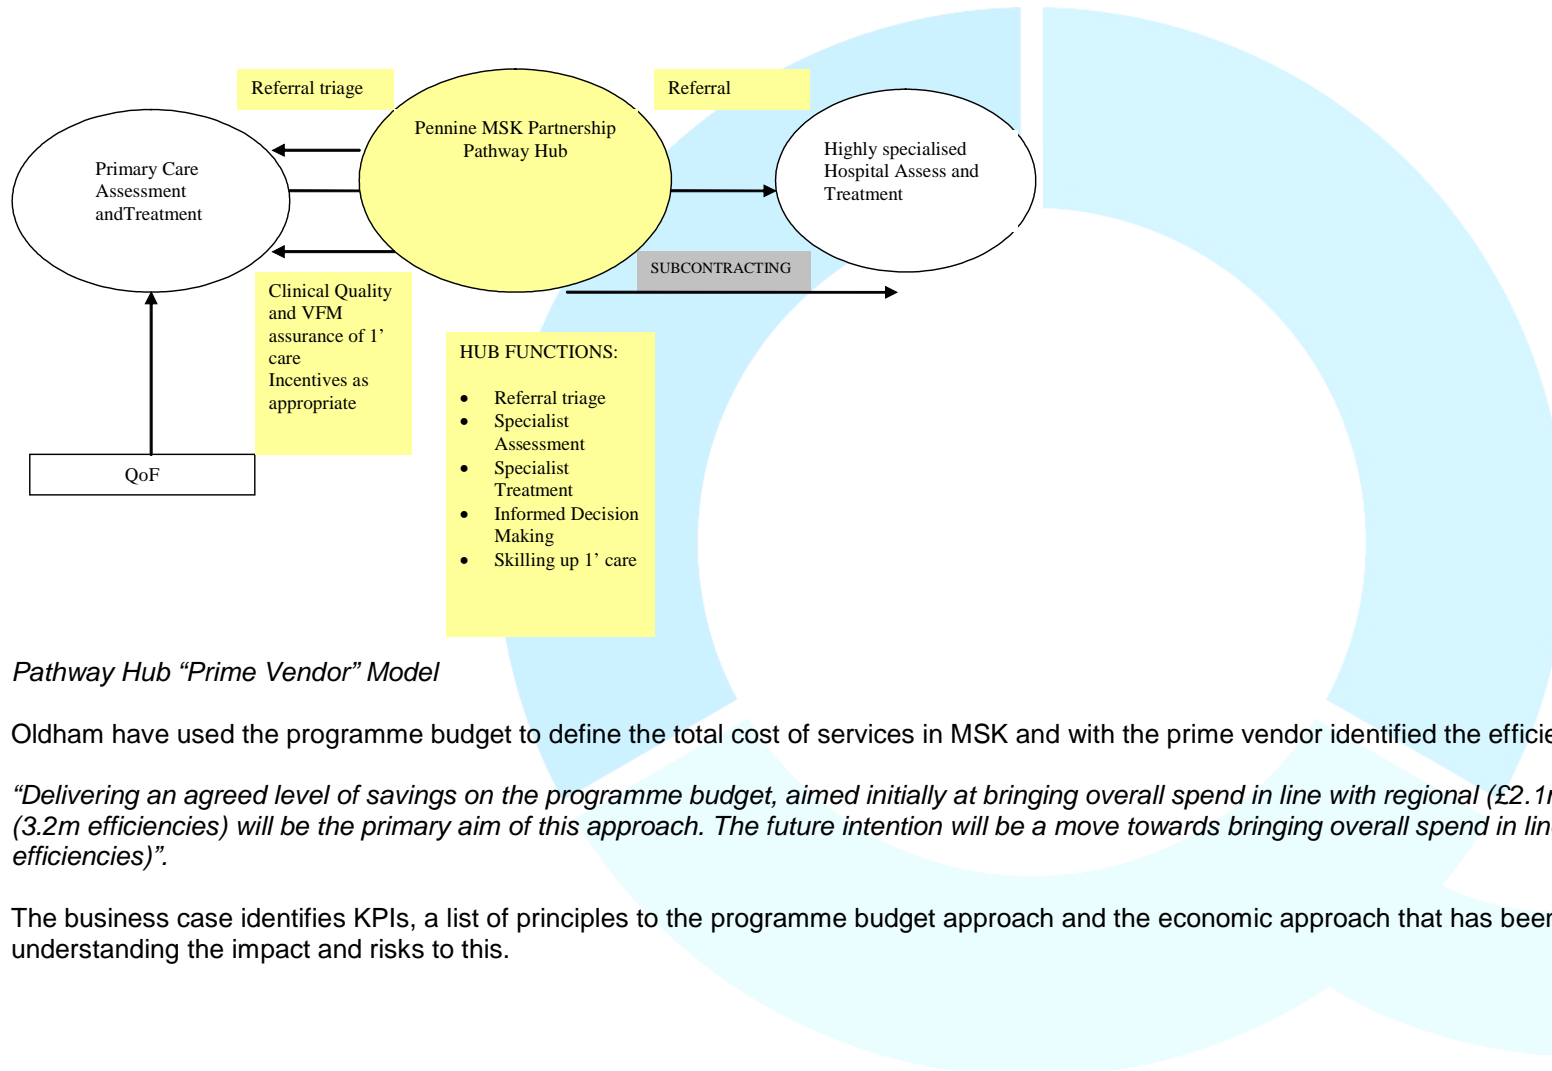 Referral triage
Referral
Pennine MSK Partnership
Pathway Hub
Primary Care
Assessment
andTreatment
Highly specialised
Hospital Assess and
Treatment
SUBCONTRACTING
Clinical Quality
and VFM
assurance of 1’
care
Incentives as
appropriate
HUB FUNCTIONS:
• Referral triage
• Specialist
Assessment
• Specialist
Treatment
• Informed Decision
Making
• Skilling up 1’ care
QoF
Pathway Hub “Prime Vendor” Model
Oldham have used the programme budget to define the total cost of services in MSK and with the prime vendor identified the
“Delivering an agreed level of savings on the programme budget, aimed initially at bringing overall spend in line with regional
(3.2m efficiencies) will be the primary aim of this approach. The future intention will be a move towards bringing overall spend in
efficiencies)”.
The business case identifies KPIs, a list of principles to the programme budget approach and the economic approach that has been
understanding the impact and risks to this.